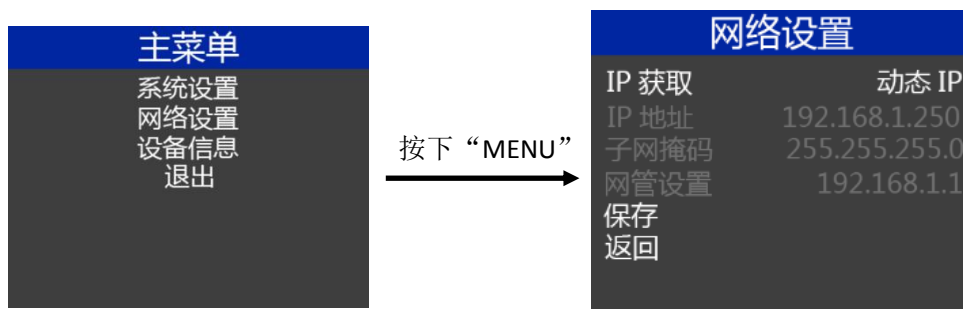 主菜单
系统设置
网络设置
设备信息
退出
按下“MENU”
网络设置
IP 获取 动态 IP
IP 地址 192.168.1.250
子网掩码 255.255.255.0
网管设置 192.168.1.1
保存
返回